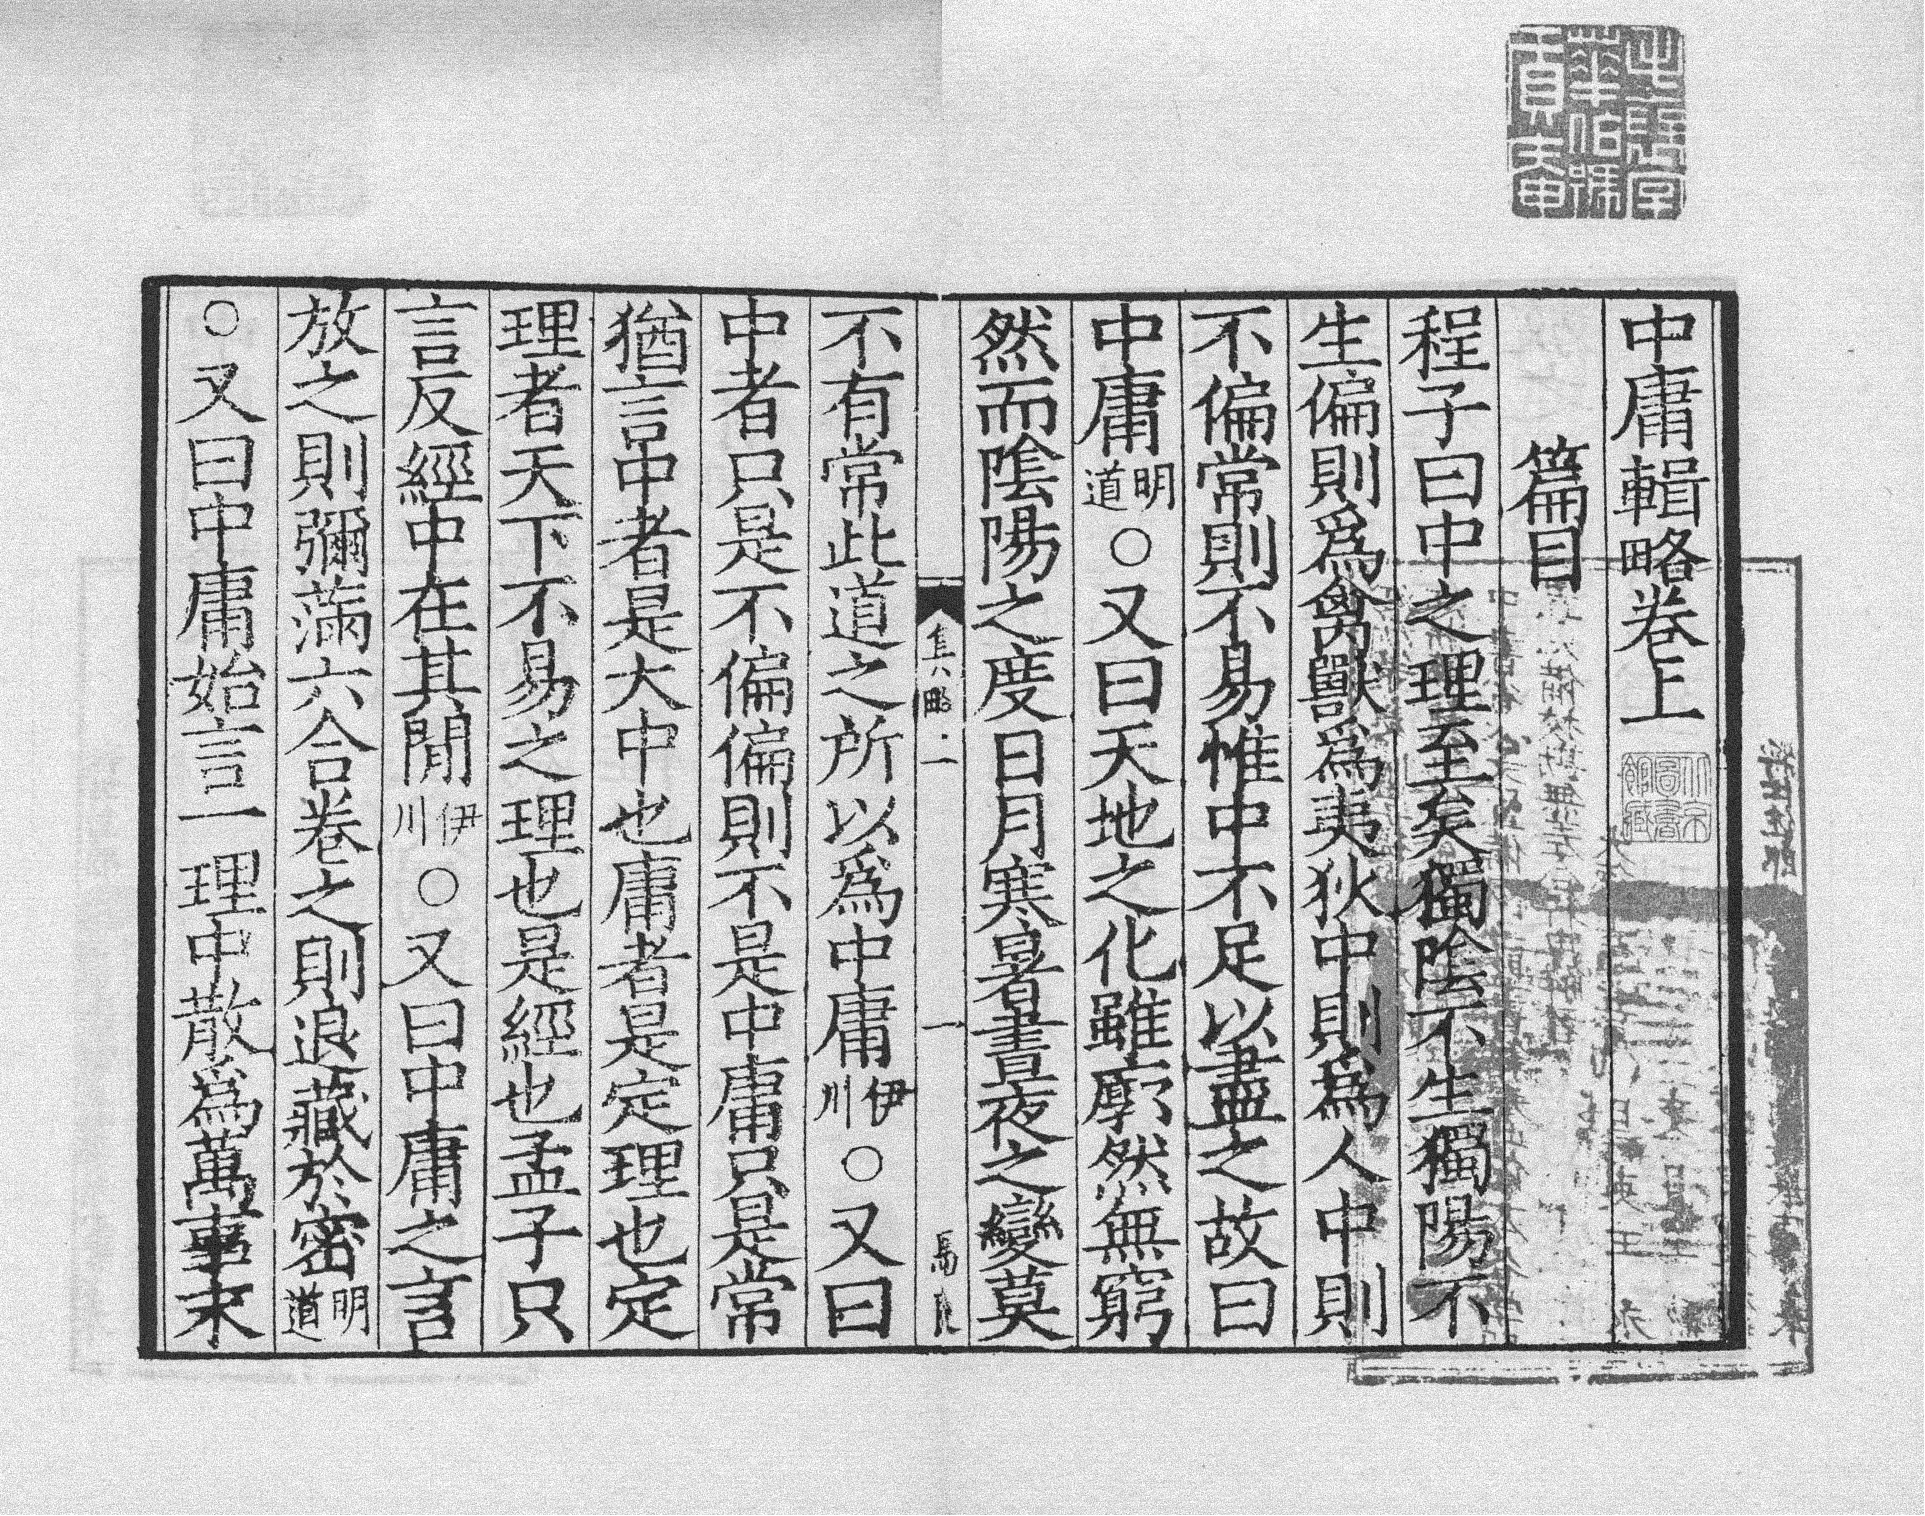 中庸輯略卷上
篇目
程子曰中之理至矣獨陰不生獨陽不
生偏則爲禽獸爲夷狄中則爲人中則
不偏常則不易惟中不足以盡之故曰
中庸明道○又曰天地之化雖廓然無窮
然而陰陽之度日月寒暑晝夜之變莫
集略一
一
不有常此道之所以爲中庸伊川○又曰
中者只是不偏偏則不是中庸只是常
猶言中者是大中也庸者是定理也定
理者天下不易之理也是經也孟子只
言反經中在其閒伊川○又曰中庸之言
放之則彌滿六合卷之則退藏於密明道
○又曰中庸始言一理中散爲萬事末